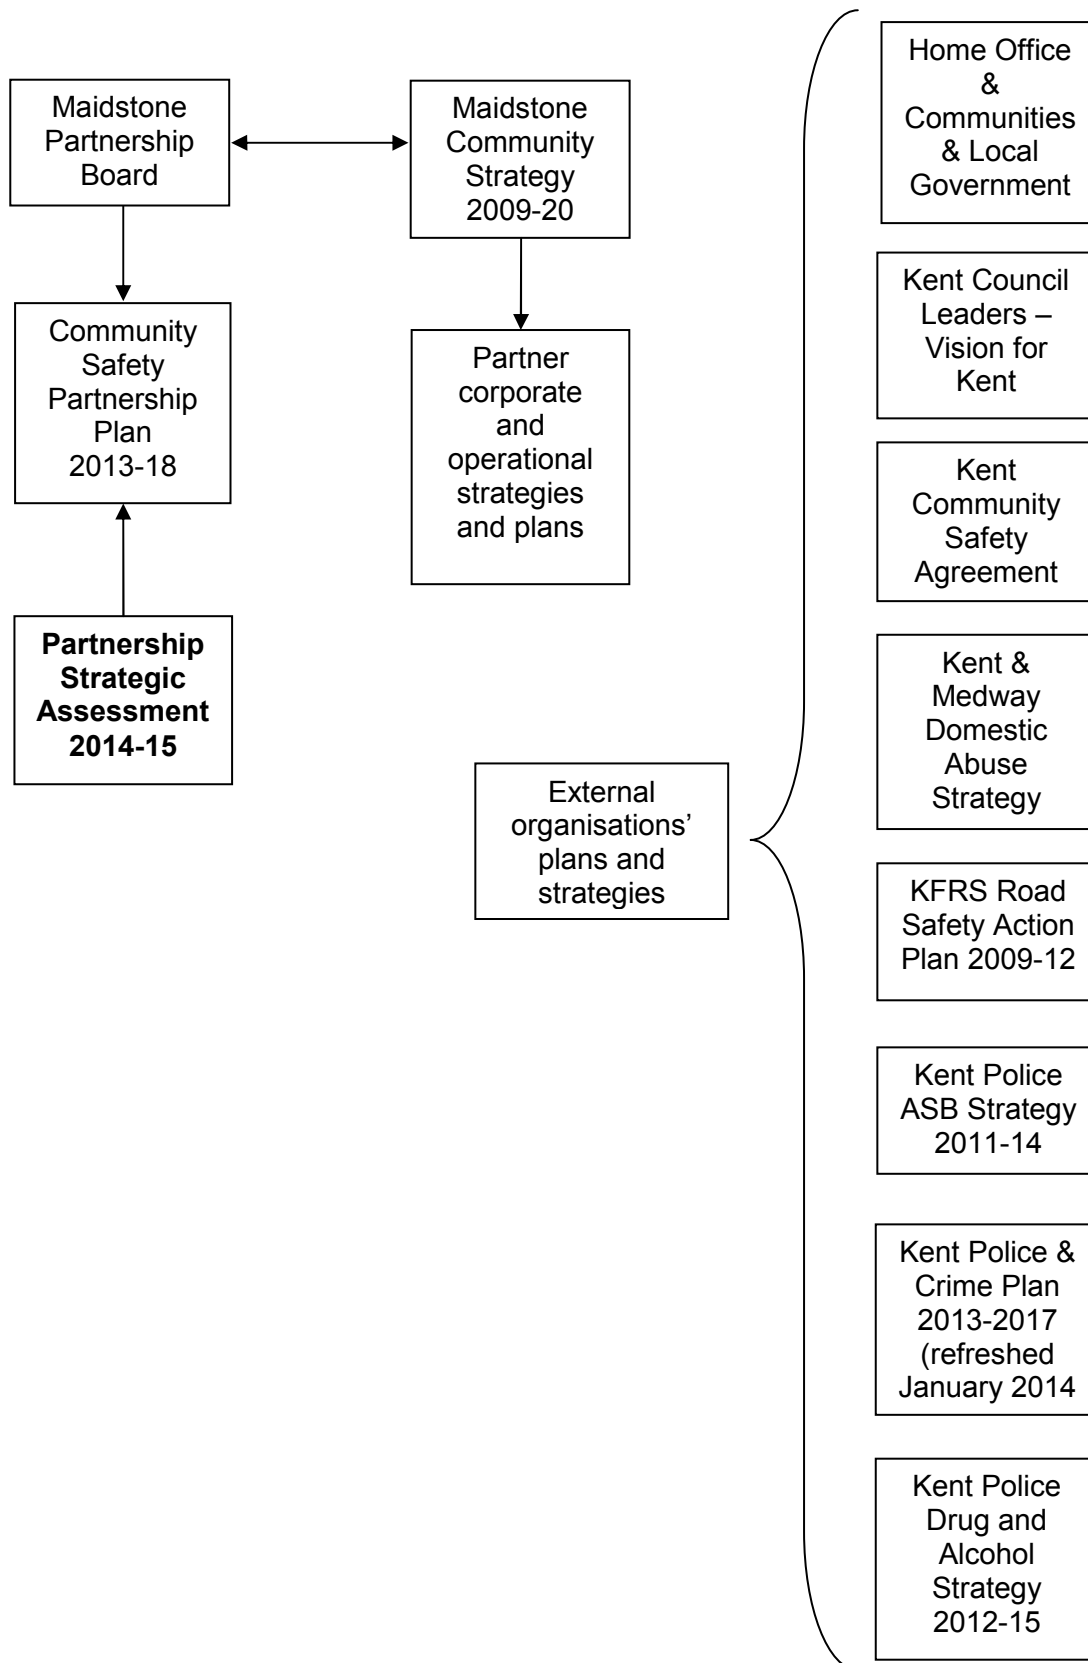 Maidstone
Partnership
Board
Maidstone
Community
Strategy
2009-20
Community
Safety
Partnership
Plan
2013-18
Partner
corporate
and
operational
strategies
and plans
Partnership
Strategic
Assessment
2014-15
External
organisations’
plans and
strategies
Home Office
&
Communities
& Local
Government
Kent Council
Leaders –
Vision for
Kent
Kent
Community
Safety
Agreement
Kent &
Medway
Domestic
Abuse
Strategy
KFRS Road
Safety Action
Plan 2009-12
Kent Police
ASB Strategy
2011-14
Kent Police &
Crime Plan
2013-2017
(refreshed
January 2014
Kent Police
Drug and
Alcohol
Strategy
2012-15